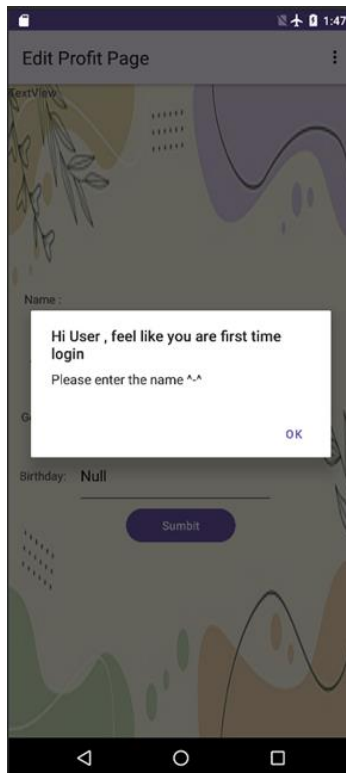 1:47
Edit Profit Page
TextView
Name :
Hi User , feel like you are first time
login
Please enter the name ^-^
OK
Birthday: Null
Sumbit